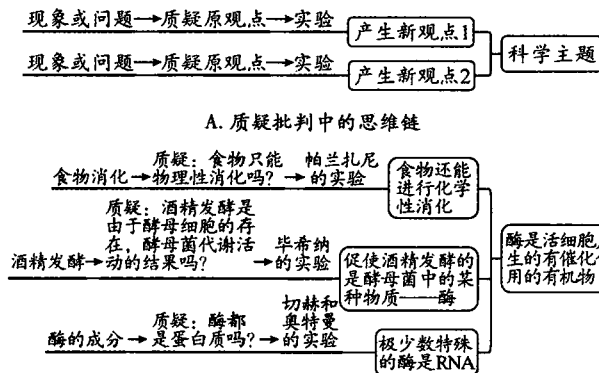 现象或问题→质疑原观点→实验
产生新观点1
科学主题
现象或问题→质疑原观点→实验
产生新观点2
A.质疑批判中的思维链
食物消化→质疑：食物只能物理性消化吗？→帕兰扎尼的实验
食物还能
进行化学
性消化
酒精发酵→质疑：酒精发酵是
由于酵母细胞的存
在，酵母菌代谢活
动的结果吗？→毕希纳的实验
促使酒精发酵的
是酵母菌中的某
种物质——酶
酶是活细胞
生的有催化
用的有机物
酶的成分→质疑：酶都是蛋白质吗？→切赫和奥特曼的实验
极少数特殊
的酶是RNA